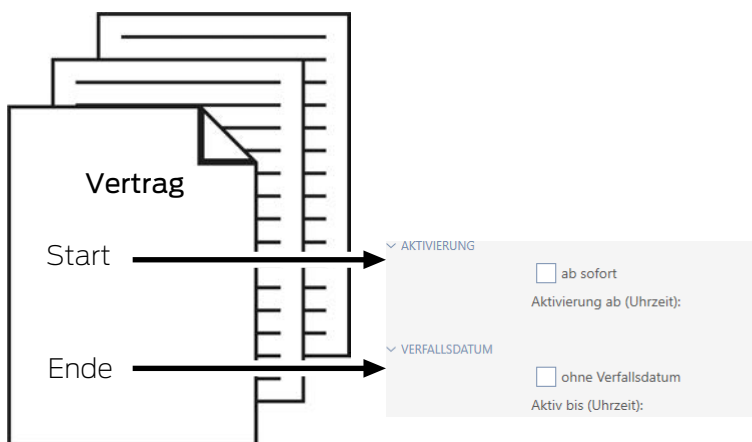 Vertrag
Start
Ende
AKTIVIERUNG
ab sofort
Aktivierung ab (Uhrzeit):
VERFALLSDATUM
ohne Verfallsdatum
Aktiv bis (Uhrzeit):